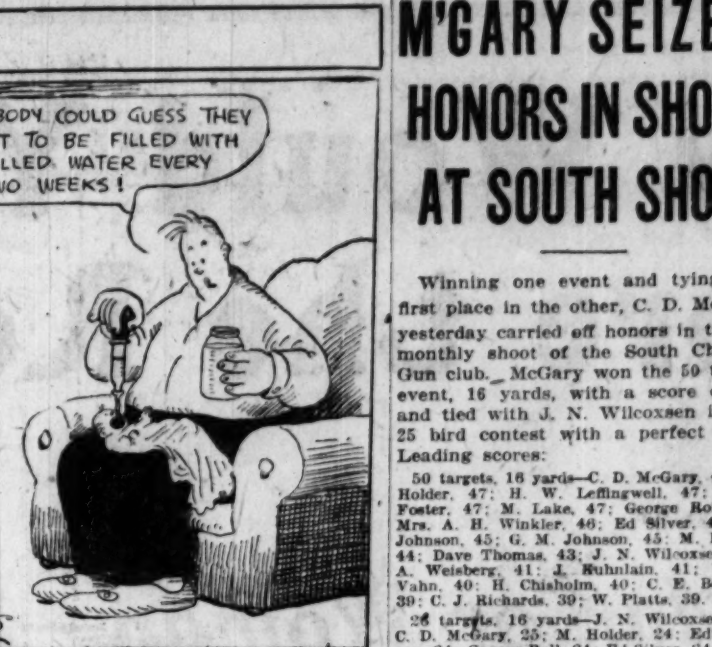 BODY COULD GUESS THEY
T TO BE FILLED WITH
LLED WATER EVERY
WO WEEKS!
M'GARY SEIZE
HONORS IN SHO
AT SOUTH SHO
Winning one event and tying
first place in the other, C. D. Mc
yesterday carried off honors in t
monthly shoot of the South Ch
Gun club. McGary won the 50 t
event, 16 yards, with a score
and tied with J. N. Wilcoxsen i
25 bird contest with a perfect
Leading scores:
50 targets, 16 yards—C. D. McGary,
Holder, 47; H. W. Leffingwell, 47;
Foster, 47; M. Lake, 47; George Ro
Mrs. A. H. Winkler, 46; Ed Silver, 4
Johnson, 45; G. M. Johnson, 45; M.
44; Dave Thomas, 43; J. N. Wilcoxse
A. Weisberg, 41; J. Kuhnlain, 41;
Vahn, 40; H. Chisholm, 40; C. E. B
39; C. J. Richards, 39; W. Platts, 39.
targets, 16 yards—J. N. Wilcoxse
C. D. McGary, 25; M. Holder, 24; Ed